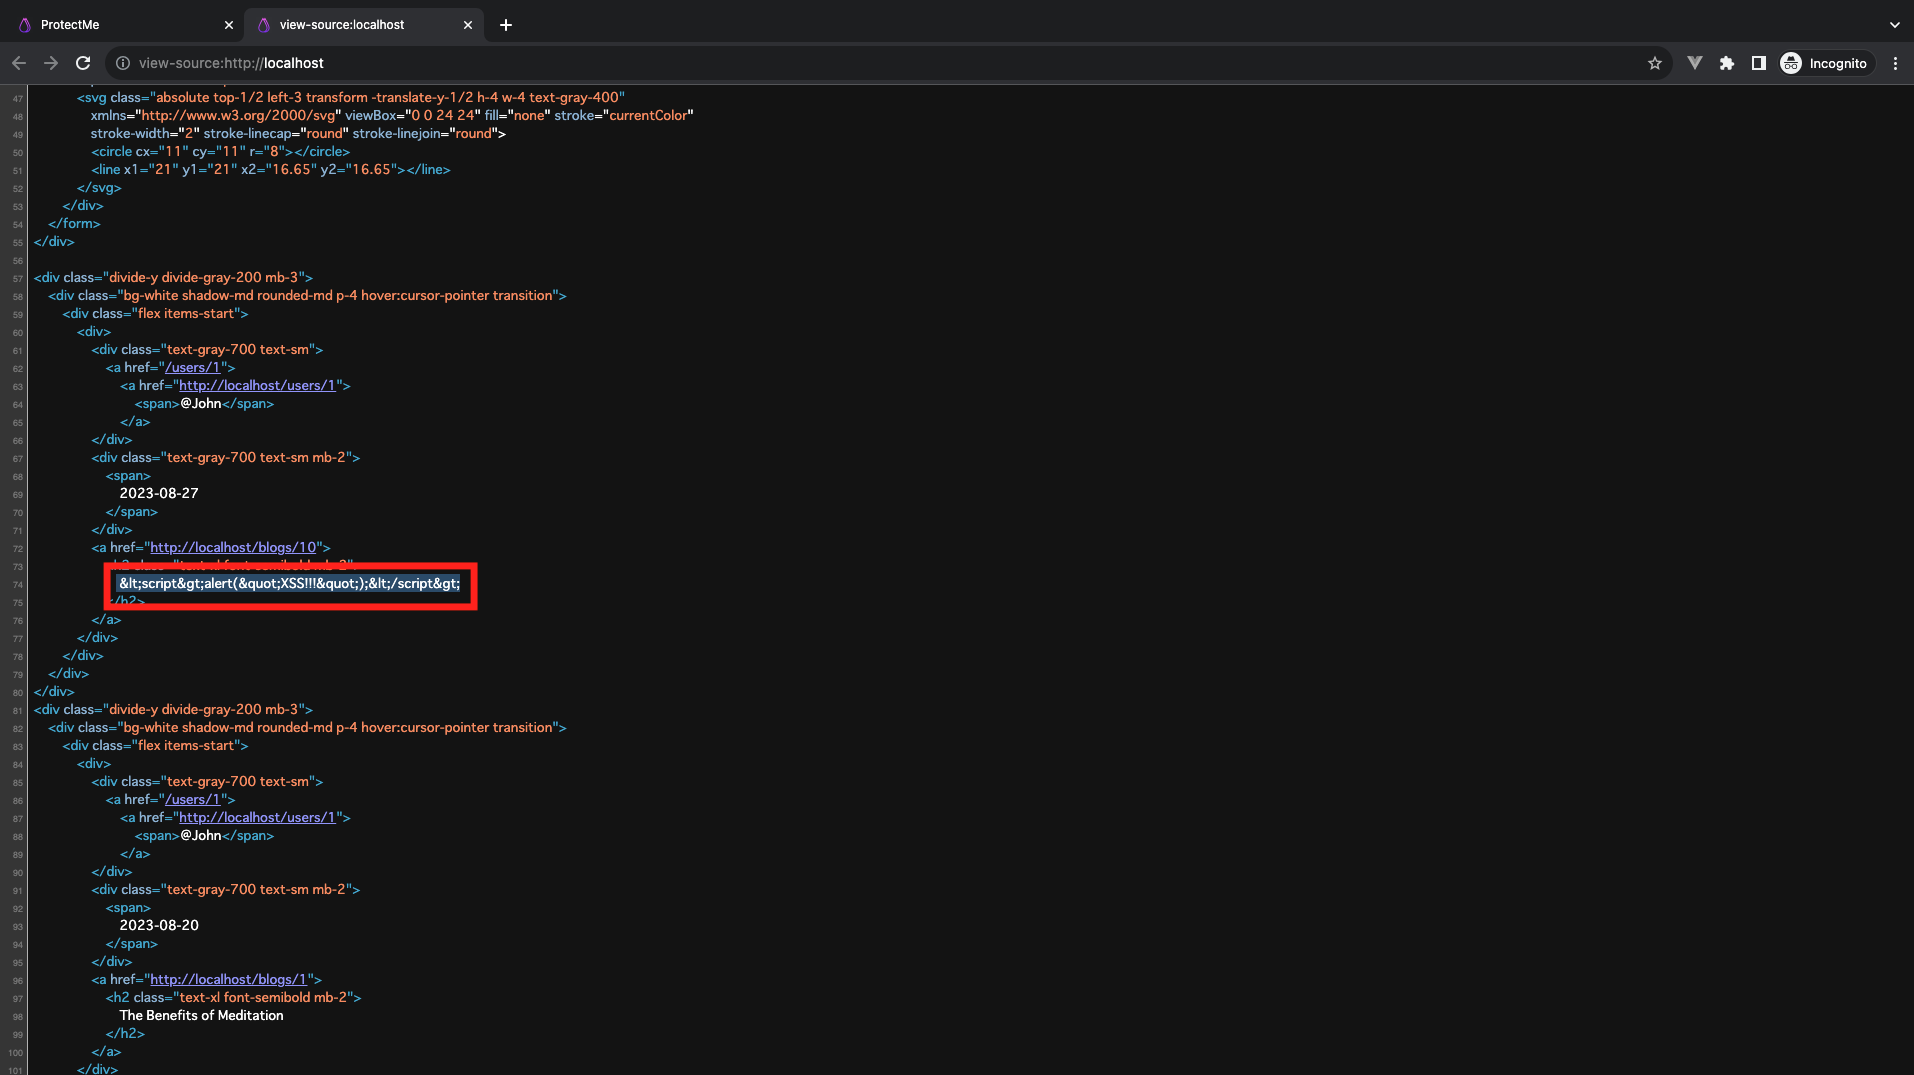 ProtectMe
view-source:localhost
view-source:http://localhost
Incognito
47 <svg class="absolute top-1/2 left-3 transform -translate-y-1/2 h-4 w-4 text-gray-400"
48 xmlns="http://www.w3.org/2000/svg" viewBox="0 0 24 24" fill="none" stroke="currentColor"
49 stroke-width="2" stroke-linecap="round" stroke-linejoin="round">
50 <circle cx="11" cy="11" r="8"></circle>
51 <line x1="21" y1="21" x2="16.65" y2="16.65"></line>
52 </svg>
53 </div>
54 </form>
55 </div>
56
57 <div class="divide-y divide-gray-200 mb-3">
58 <div class="bg-white shadow-md rounded-md p-4 hover:cursor-pointer transition">
59 <div class="flex items-start">
60 <div>
61 <div class="text-gray-700 text-sm">
62 <a href="/users/1">
63 <a href="http://localhost/users/1">
64 <span>@John</span>
65 </a>
66 </div>
67 <div class="text-gray-700 text-sm mb-2">
68 <span>
69 2023-08-27
70 </span>
71 </div>
72 <a href="http://localhost/blogs/10">
73 <h2 class="text-xl font-semibold mb-2">
74 &lt;script&gt;alert(&quot;XSS!!!&quot;);&lt;/script&gt;
75 </h2>
76 </a>
77 </div>
78 </div>
79 </div>
80 </div>
81 <div class="divide-y divide-gray-200 mb-3">
82 <div class="bg-white shadow-md rounded-md p-4 hover:cursor-pointer transition">
83 <div class="flex items-start">
84 <div>
85 <div class="text-gray-700 text-sm">
86 <a href="/users/1">
87 <a href="http://localhost/users/1">
88 <span>@John</span>
89 </a>
90 </div>
91 <div class="text-gray-700 text-sm mb-2">
92 <span>
93 2023-08-20
94 </span>
95 </div>
96 <a href="http://localhost/blogs/1">
97 <h2 class="text-xl font-semibold mb-2">
98 The Benefits of Meditation
99 </h2>
100 </a>
101 </div>